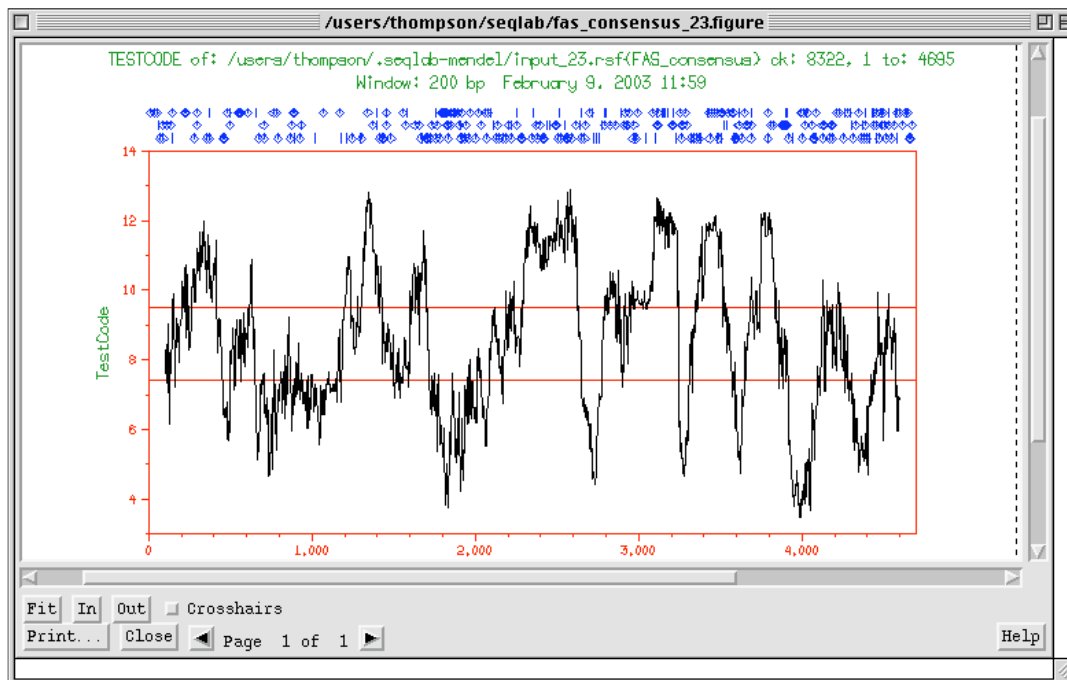 /users/thompson/seqlab/fas_consensus_23.figure
TESTCODE of: /users/thompson/.seqlab-mendel/input_23.rsf{FAS_consensus} ck: 8322, 1 to: 4695
Window: 200 bp February 9, 2003 11:59
14
12
10
8
6
4
TestCode
0 1,000 2,000 3,000 4,000
Fit In Out Crosshairs
Print... Close Page 1 of 1 Help